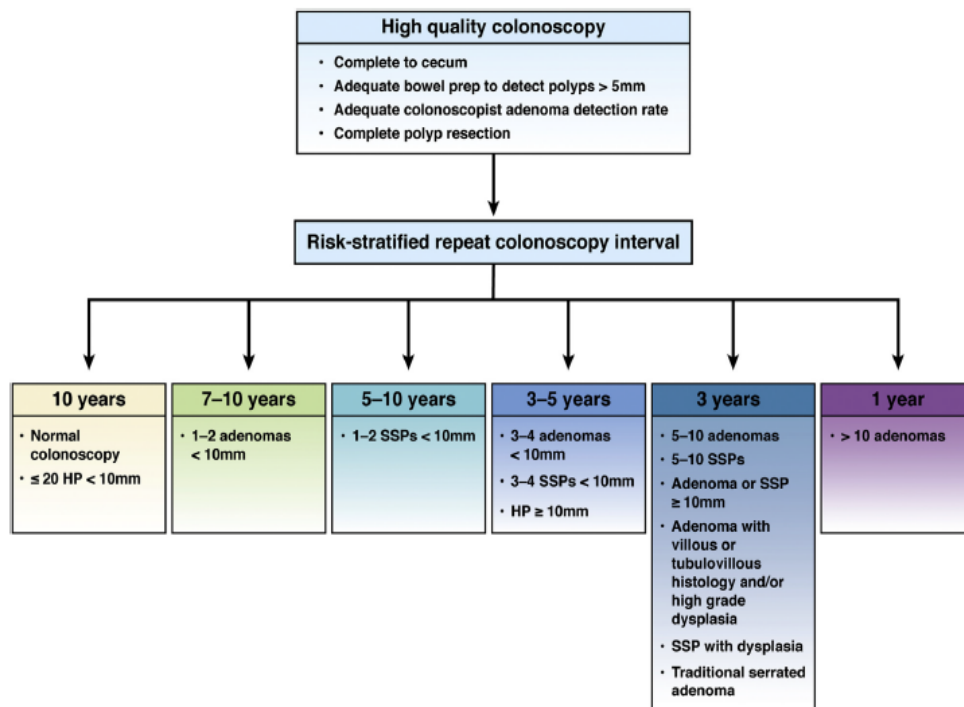 High quality colonoscopy
· Complete to cecum
· Adequate bowel prep to detect polyps > 5mm
· Adequate colonoscopist adenoma detection rate
· Complete polyp resection
Risk-stratified repeat colonoscopy interval
10 years
· Normal
colonoscopy
· ≤ 20 HP < 10mm
7–10 years
· 1–2 adenomas
< 10mm
5–10 years
· 1–2 SSPs < 10mm
3–5 years
· 3–4 adenomas
< 10mm
· 3–4 SSPs < 10mm
· HP ≥ 10mm
3 years
· 5–10 adenomas
· 5–10 SSPs
· Adenoma or SSP
≥ 10mm
· Adenoma with
villous or
tubulovillous
histology and/or
high grade
dysplasia
· SSP with dysplasia
· Traditional serrated
adenoma
1 year
· > 10 adenomas